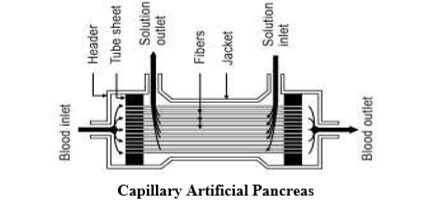 Blood inlet
Header
Tube sheet
Solution
outlet
Fibers
Jacket
Solution
inlet
Blood outlet
Capillary Artificial Pancreas